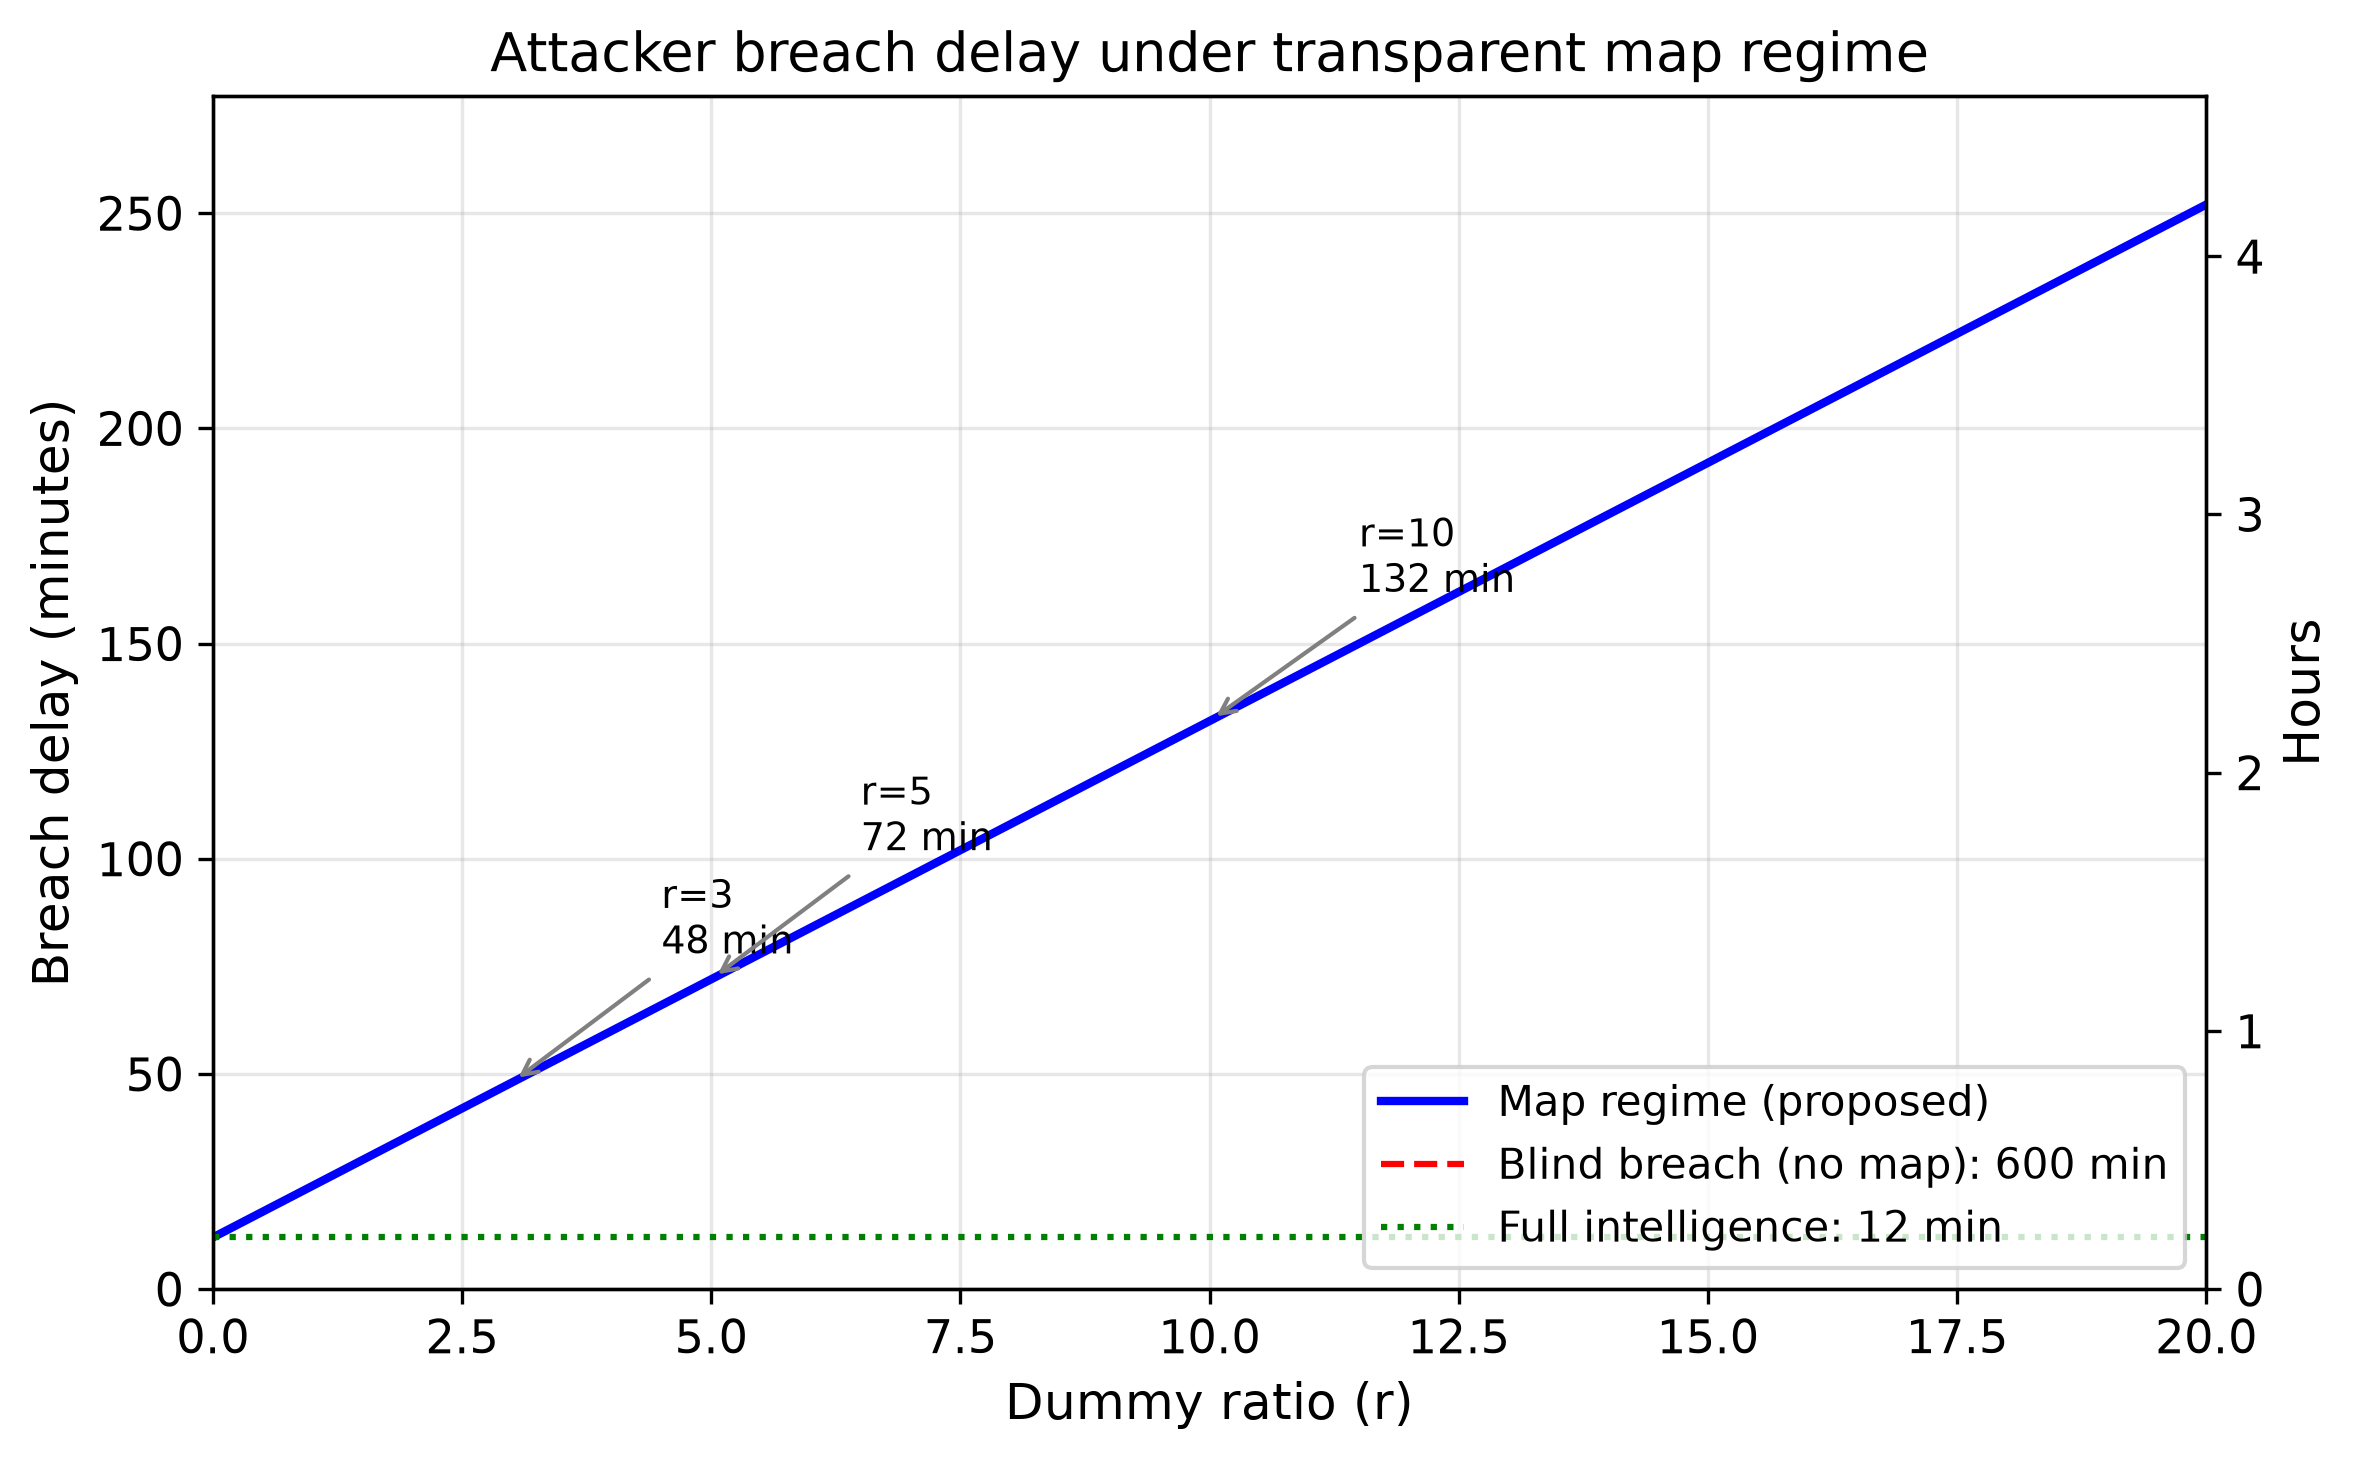 Attacker breach delay under transparent map regime
Breach delay (minutes)
250
200
150
100
50
0
4
3
2
1
0
Hours
r=10
132 min
r=5
72 min
r=3
48 min
Map regime (proposed)
Blind breach (no map): 600 min
Full intelligence: 12 min
0.0 2.5 5.0 7.5 10.0 12.5 15.0 17.5 20.0
Dummy ratio (r)